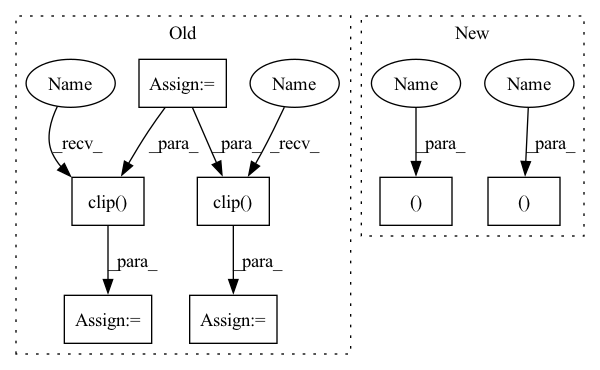 Old
New
Name
Assign:=
Name
Name
Name
_recv_
_para_
_para_
_recv_
_para_
_para_
clip()
clip()
()
()
_para_
_para_
Assign:=
Assign:=